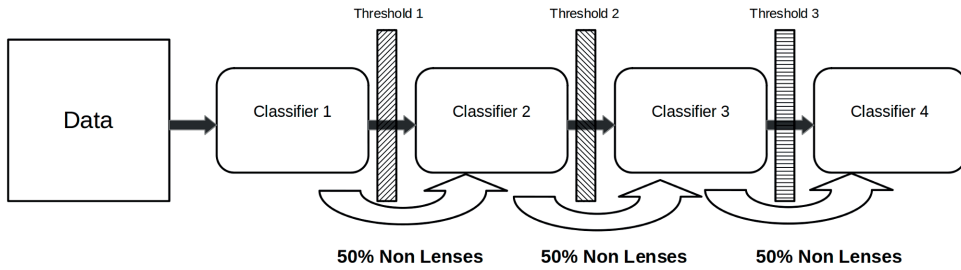 Threshold 1
Threshold 2
Threshold 3
Data
Classifier 1
Classifier 2
Classifier 3
Classifier 4
50% Non Lenses
50% Non Lenses
50% Non Lenses